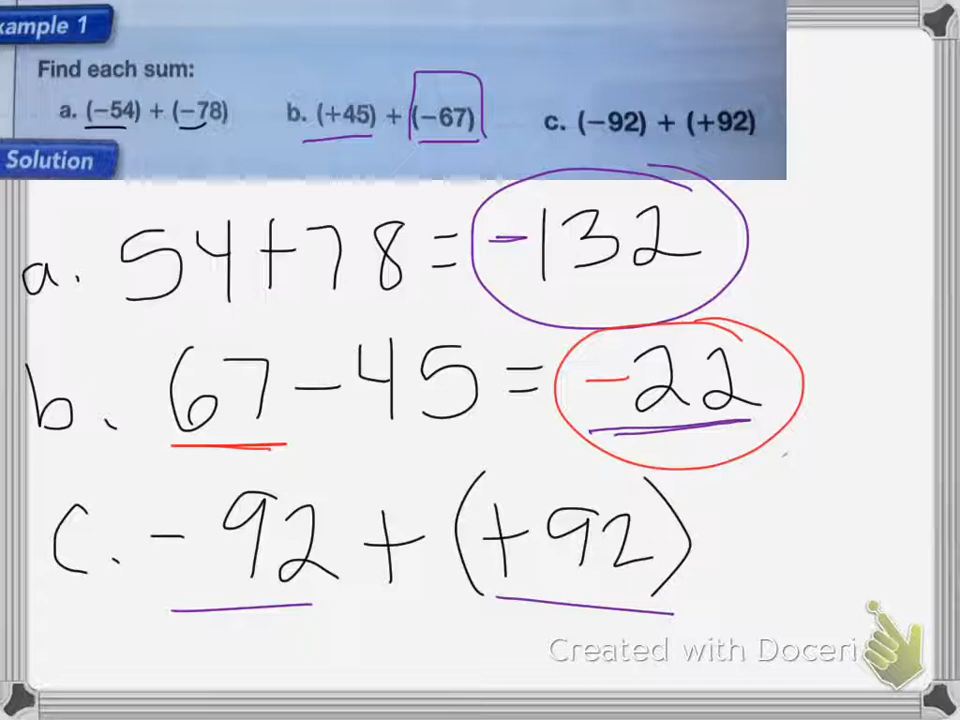 xample 1
Find each sum:
a. (−54) + (−78) b. (+45) + (−67) c. (−92) + (+92)
Solution
a. 54+78=-132
b. 67-45=-22
c. -92+(+92)
Created with Doceri